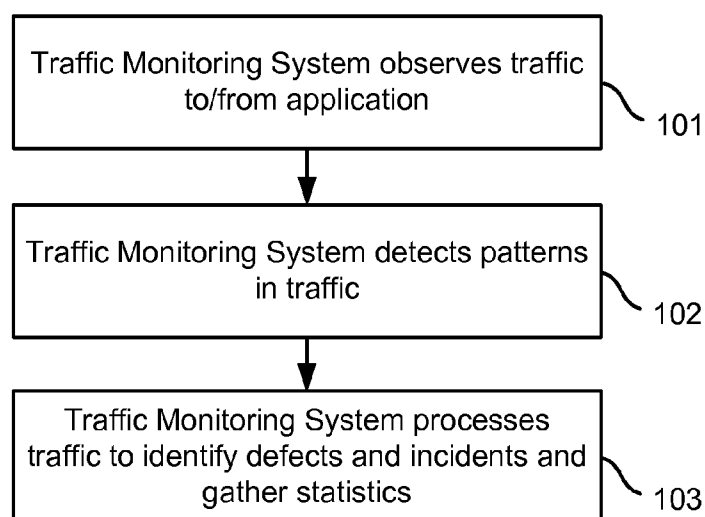 Traffic Monitoring System observes traffic
to/from application
101
Traffic Monitoring System detects patterns
in traffic
102
Traffic Monitoring System processes
traffic to identify defects and incidents and
gather statistics
103